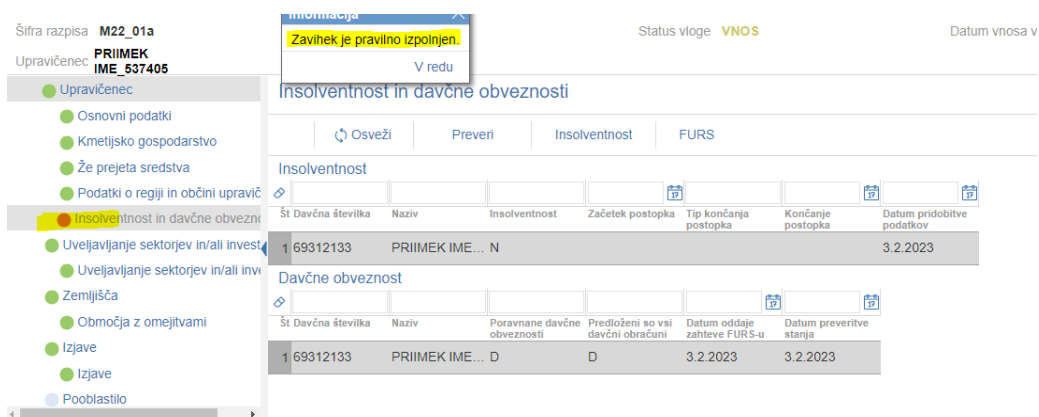 Informacija
Šifra razpisa M22_01a
Zavihek je pravilno izpolnjen.
Status vloge VNOS
Datum vnosa v
Upravičenec PRIIMEK
IME_537405
V redu
Upravičenec
Osnovni podatki
Kmetijsko gospodarstvo
Že prejeta sredstva
Podatki o regiji in občini upravič
Insolventnost in davčne obvezno
Uveljavljanje sektorjev in/ali invest
Uveljavljanje sektorjev in/ali inve
Zemljišča
Območja z omejitvami
Izjave
Izjave
Pooblastilo
Insolventnost in davčne obveznosti
Osveži Preveri Insolventnost FURS
Insolventnost
Št Davčna številka Naziv Insolventnost Začetek postopka Tip končanja postopka Končanje postopka Datum pridobitve podatkov
1 69312133 PRIIMEK IME... N 3.2.2023
Davčne obveznost
Št Davčna številka Naziv Poravnane davčne obveznosti Predloženi so vsi davčni obračuni Datum oddaje zahteve FURS-u Datum preveritve stanja
1 69312133 PRIIMEK IME... D D 3.2.2023 3.2.2023